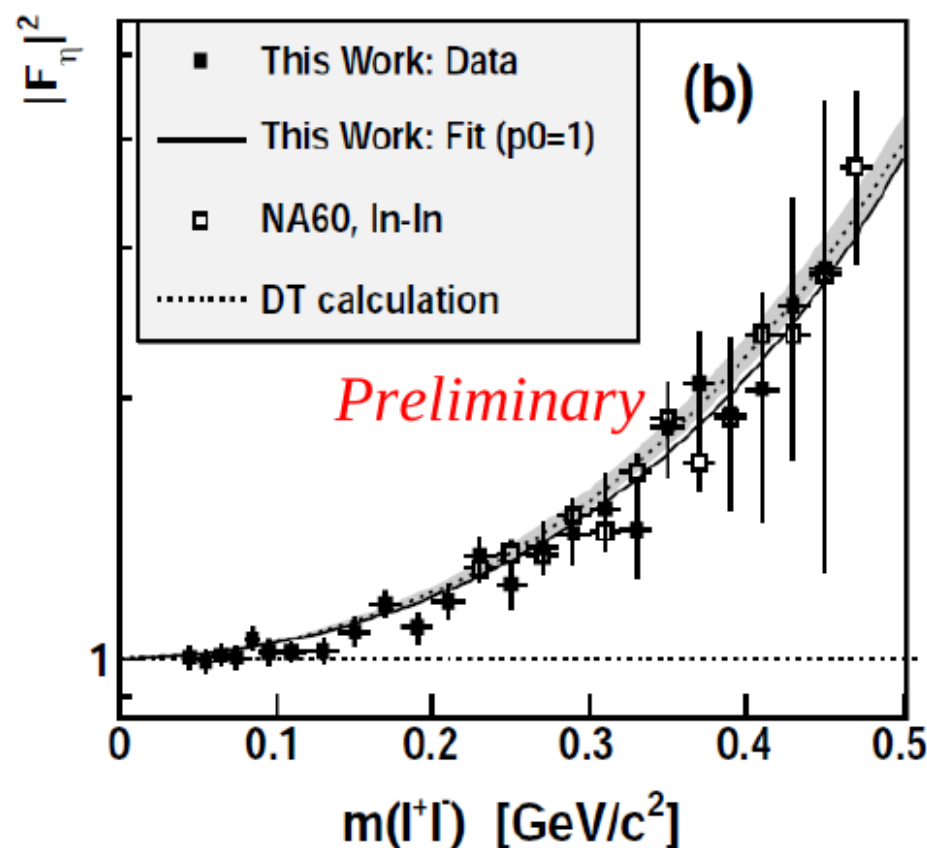 |F_η|²
This Work: Data
This Work: Fit (p0=1)
NA60, In-In
DT calculation
(b)
Preliminary
1
0 0.1 0.2 0.3 0.4 0.5
m(l⁺l⁻) [GeV/c²]